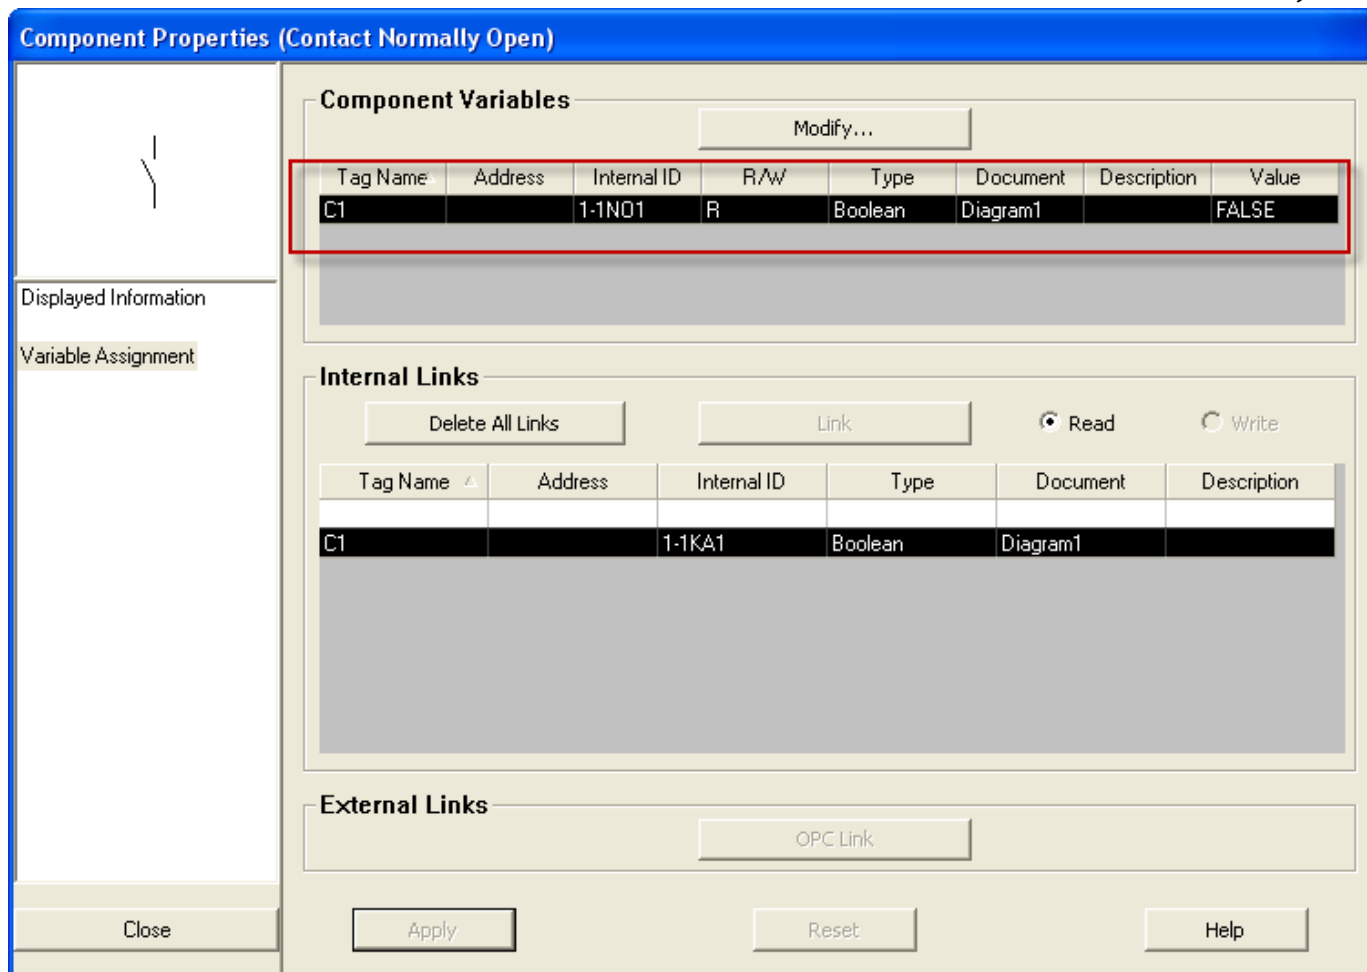 Component Properties (Contact Normally Open)
Component Variables
Modify...
Tag Name Address Internal ID R/W Type Document Description Value
C1 1-1NO1 R Boolean Diagram1 FALSE
Displayed Information
Variable Assignment
Internal Links
Delete All Links Link Read Write
Tag Name Address Internal ID Type Document Description
C1 1-1KA1 Boolean Diagram1
External Links
OPC Link
Close Apply Reset Help